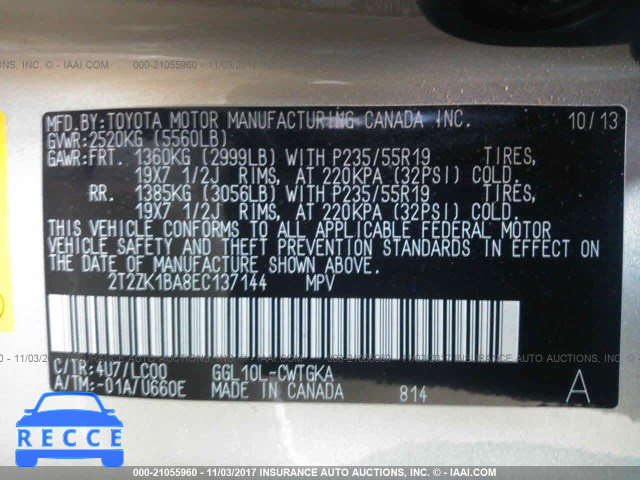 000-21055960 - 11/03/2017 INSURANCE AUTO AUCTIONS, INC. - © - IAAI.COM
MFD.BY:TOYOTA MOTOR MANUFACTURING CANADA INC. 10/13
GVWR:2520KG (5560LB)
GAWR:FRT. 1360KG (2999LB) WITH P235/55R19 TIRES,
19X7 1/2J RIMS, AT 220KPA (32PSI) COLD.
RR. 1385KG (3056LB) WITH P235/55R19 TIRES,
19X7 1/2J RIMS, AT 220KPA (32PSI) COLD.
THIS VEHICLE CONFORMS TO ALL APPLICABLE FEDERAL MOTOR
VEHICLE SAFETY AND THEFT PREVENTION STANDARDS IN EFFECT ON
THE DATE OF MANUFACTURE SHOWN ABOVE.
2T2ZK1BA8EC137144 MPV
C/TR:4U7/LC00 GGL10L-CWTGKA
A/TM:-01A/U660E MADE IN CANADA 814 A
RECCE
000-21055960 - 11/03/2017 INSURANCE AUTO AUCTIONS, INC. - © - IAAI.COM